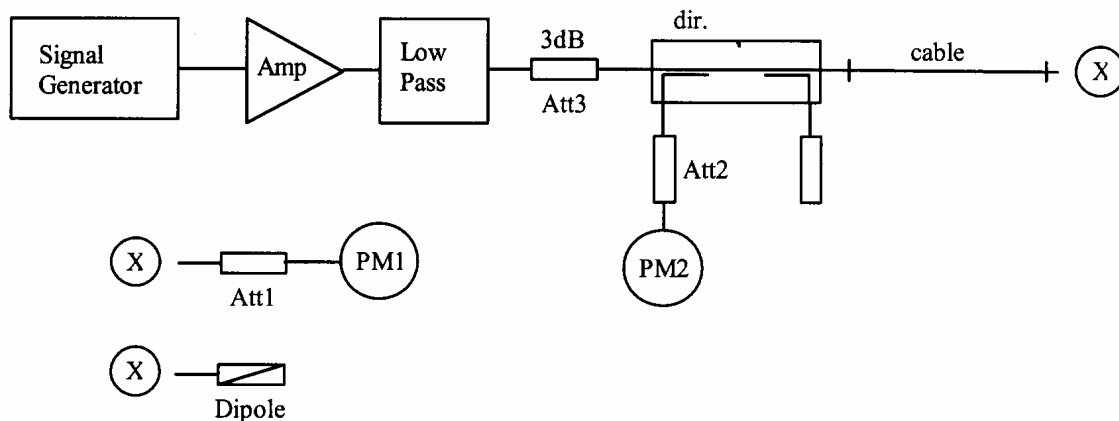 Signal
Generator
Amp
Low
Pass
3dB
Att3
dir.
cable
X
Att2
PM2
X
Att1
PM1
X
Dipole